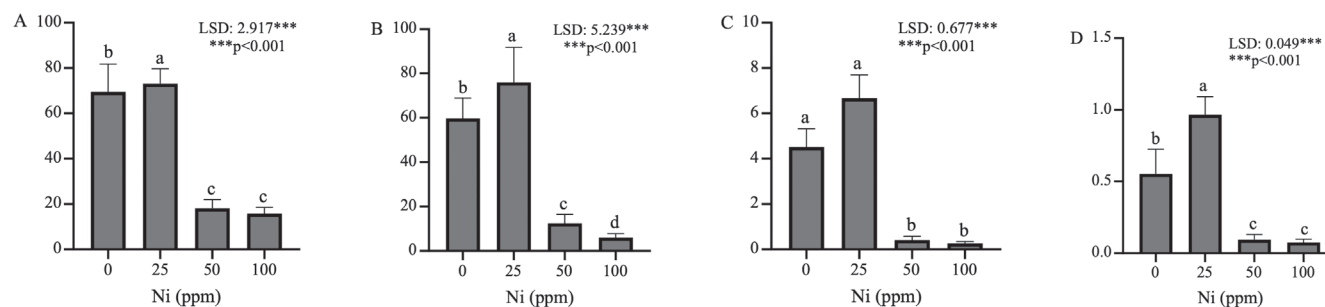 A
LSD: 2.917***
***p<0.001
100
80
60
40
20
0
b
a
c
c
0 25 50 100
Ni (ppm)
B
LSD: 5.239***
***p<0.001
100
80
60
40
20
0
b
a
c
d
0 25 50 100
Ni (ppm)
C
LSD: 0.677***
***p<0.001
10
8
6
4
2
0
a
a
b
b
0 25 50 100
Ni (ppm)
D
LSD: 0.049***
***p<0.001
1.5
1.0
0.5
0.0
b
a
c
c
0 25 50 100
Ni (ppm)